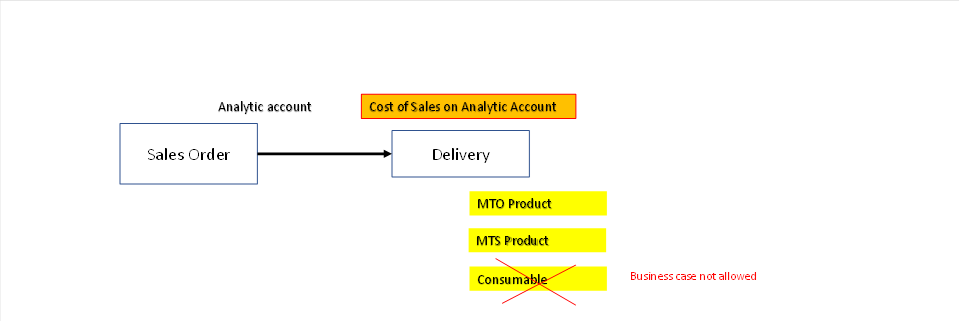 Analytic account
Cost of Sales on Analytic Account
Sales Order
Delivery
MTO Product
MTS Product
Consumable
Business case not allowed